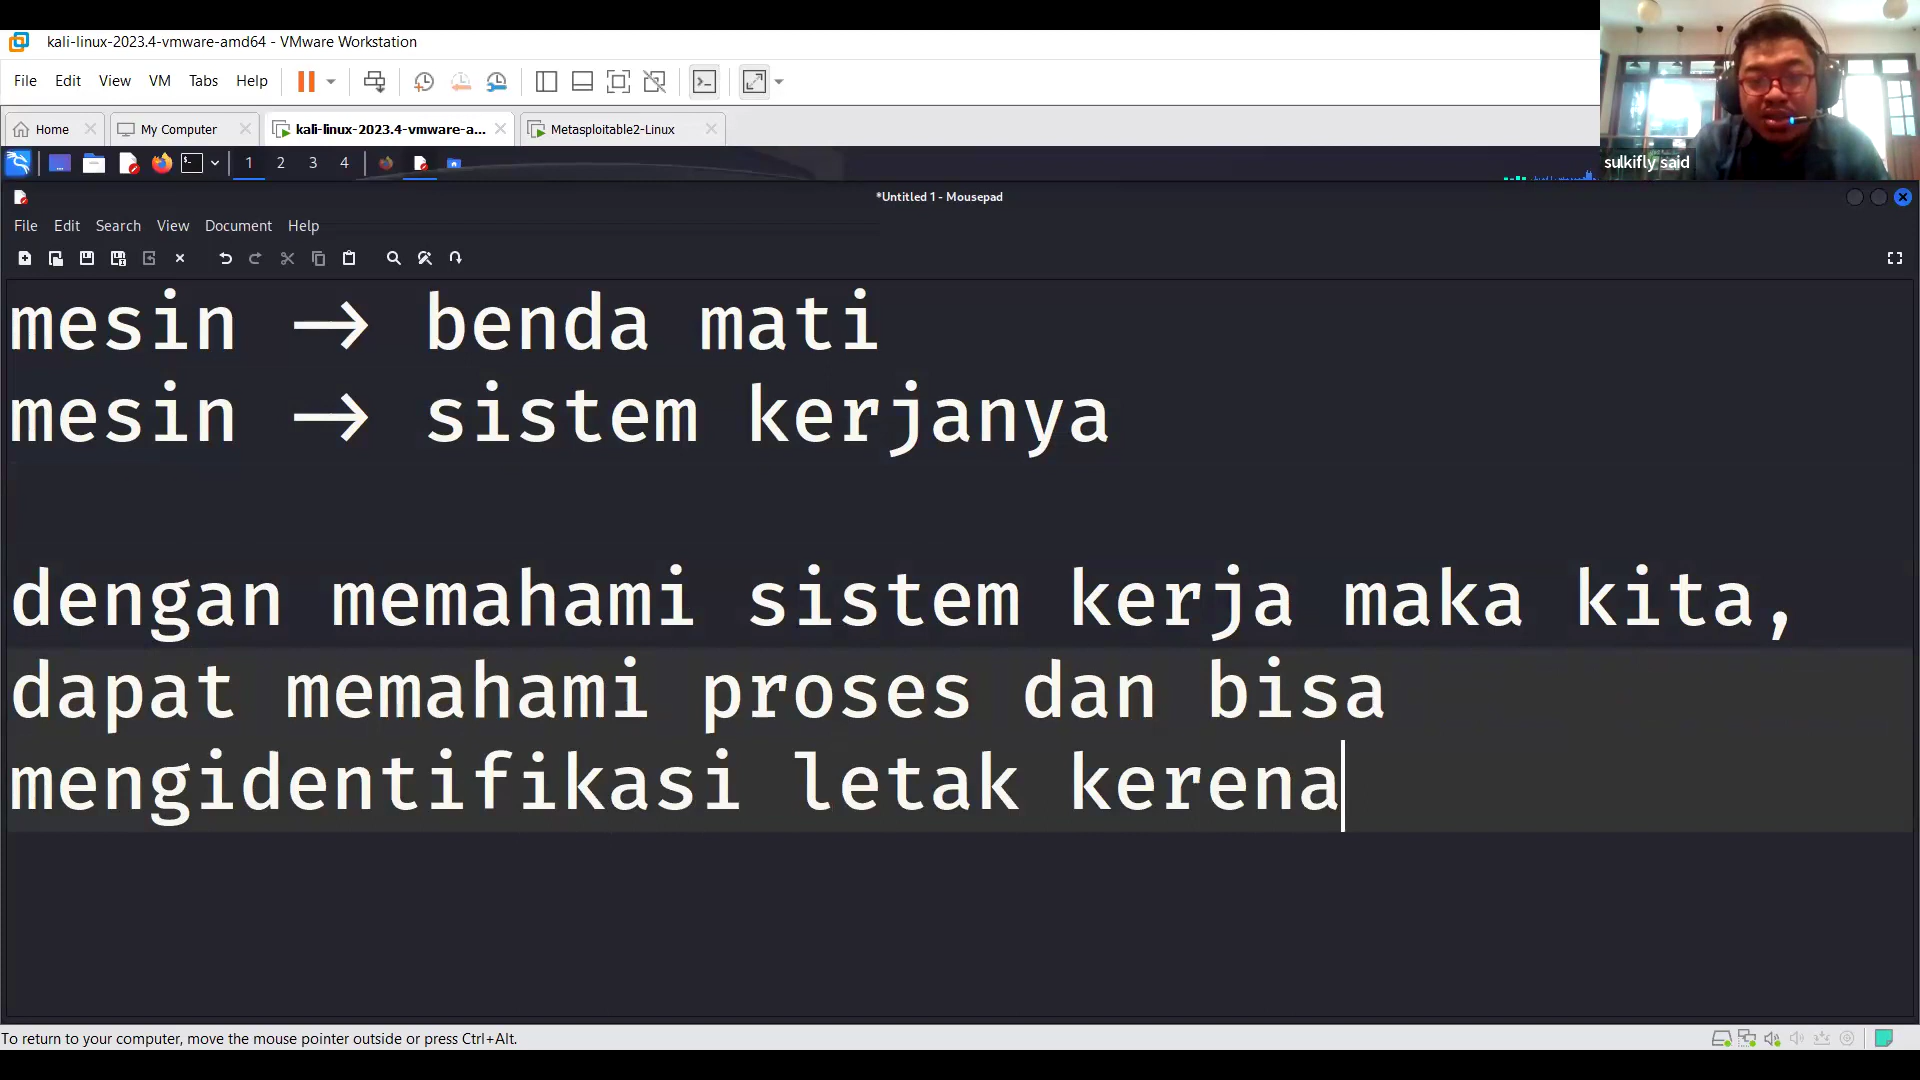 kali-linux-2023.4-vmware-amd64 - VMware Workstation
File Edit View VM Tabs Help
Home My Computer kali-linux-2023.4-vmware-a... Metasploitable2-Linux
1 2 3 4
sulkifly said
*Untitled 1 - Mousepad
File Edit Search View Document Help
mesin → benda mati
mesin → sistem kerjanya
dengan memahami sistem kerja maka kita,
dapat memahami proses dan bisa
mengidentifikasi letak kerena
To return to your computer, move the mouse pointer outside or press Ctrl+Alt.